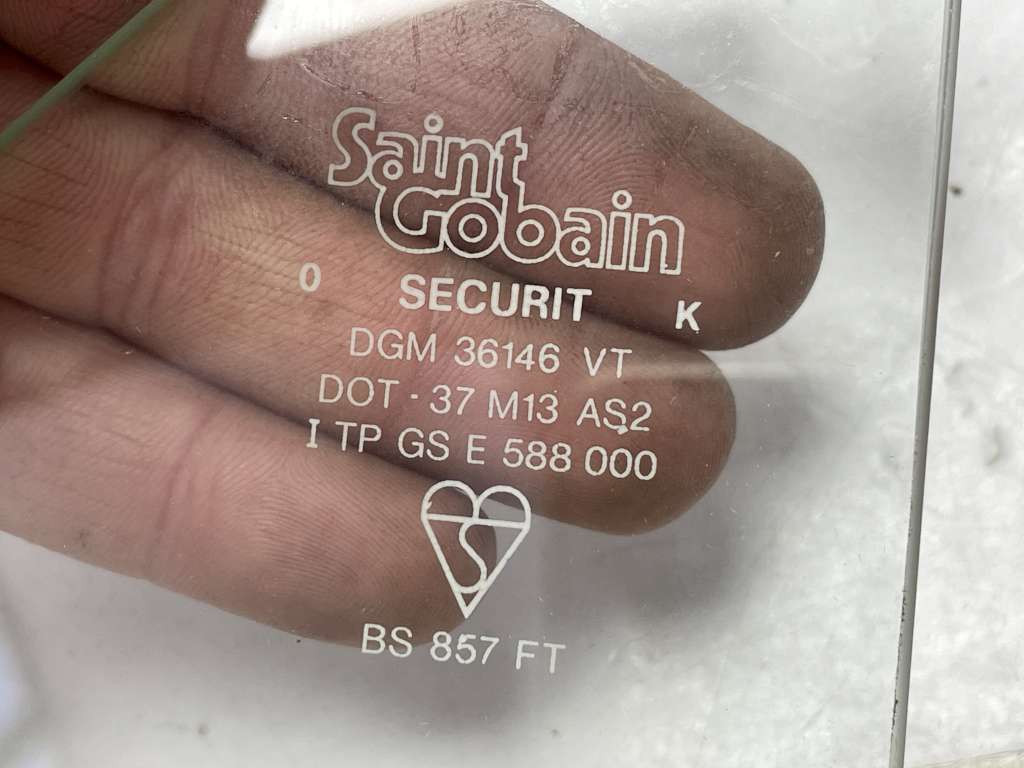 Saint
Gobain
0 SECURIT K
DGM 36146 VT
DOT - 37 M13 AS2
I TP GS E 588 000
BS 857 FT